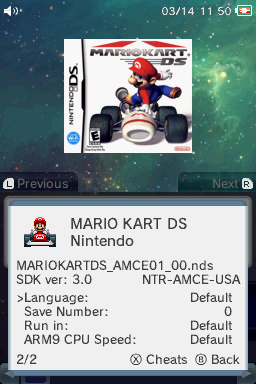 03/14 11 50
NINTENDO DS
MARIOKART
DS
EVERYONE
E
Nintendo
L Previous
Next R
MARIO KART DS
Nintendo
MARIOKARTDS_AMCE01_00.nds
SDK ver: 3.0 NTR-AMCE-USA
>Language: Default
Save Number: 0
Run in: Default
ARM9 CPU Speed: Default
2/2 X Cheats B Back